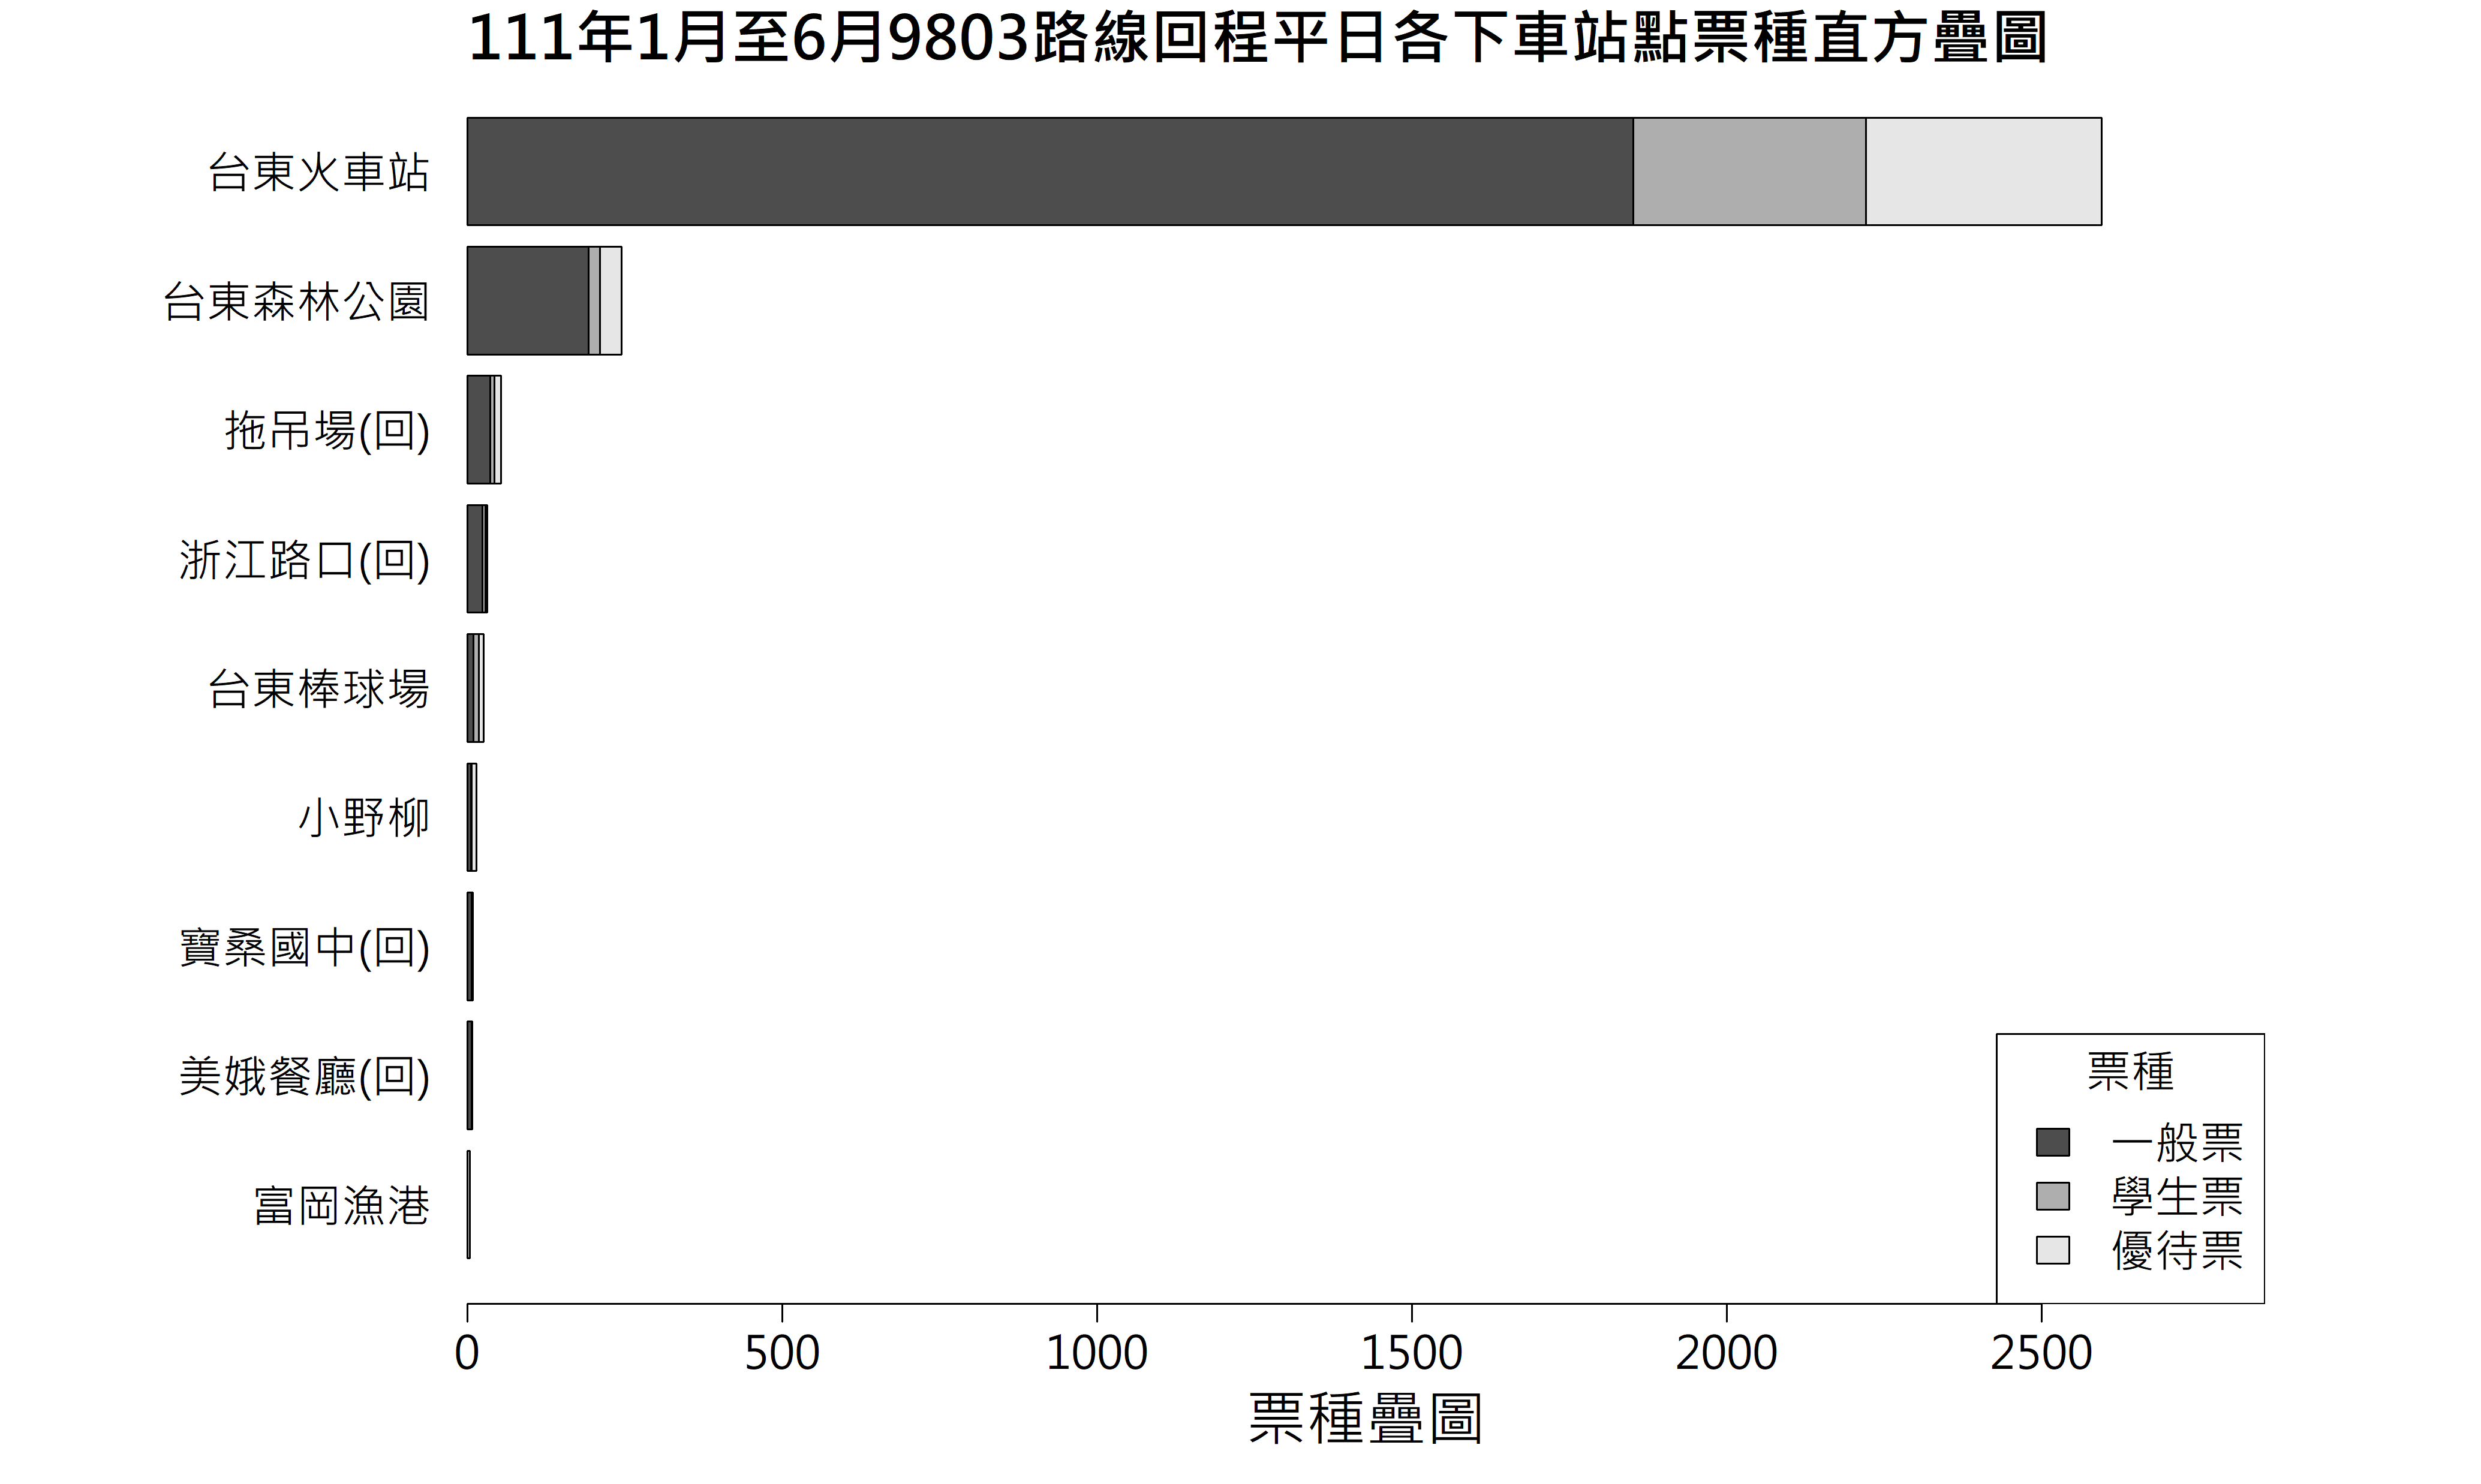 111年1月至6月9803路線回程平日各下車站點票種直方疊圖
台東火車站
台東森林公園
拖吊場(回)
浙江路口(回)
台東棒球場
小野柳
寶桑國中(回)
美娥餐廳(回)
富岡漁港
票種
一般票
學生票
優待票
0 500 1000 1500 2000 2500
票種疊圖